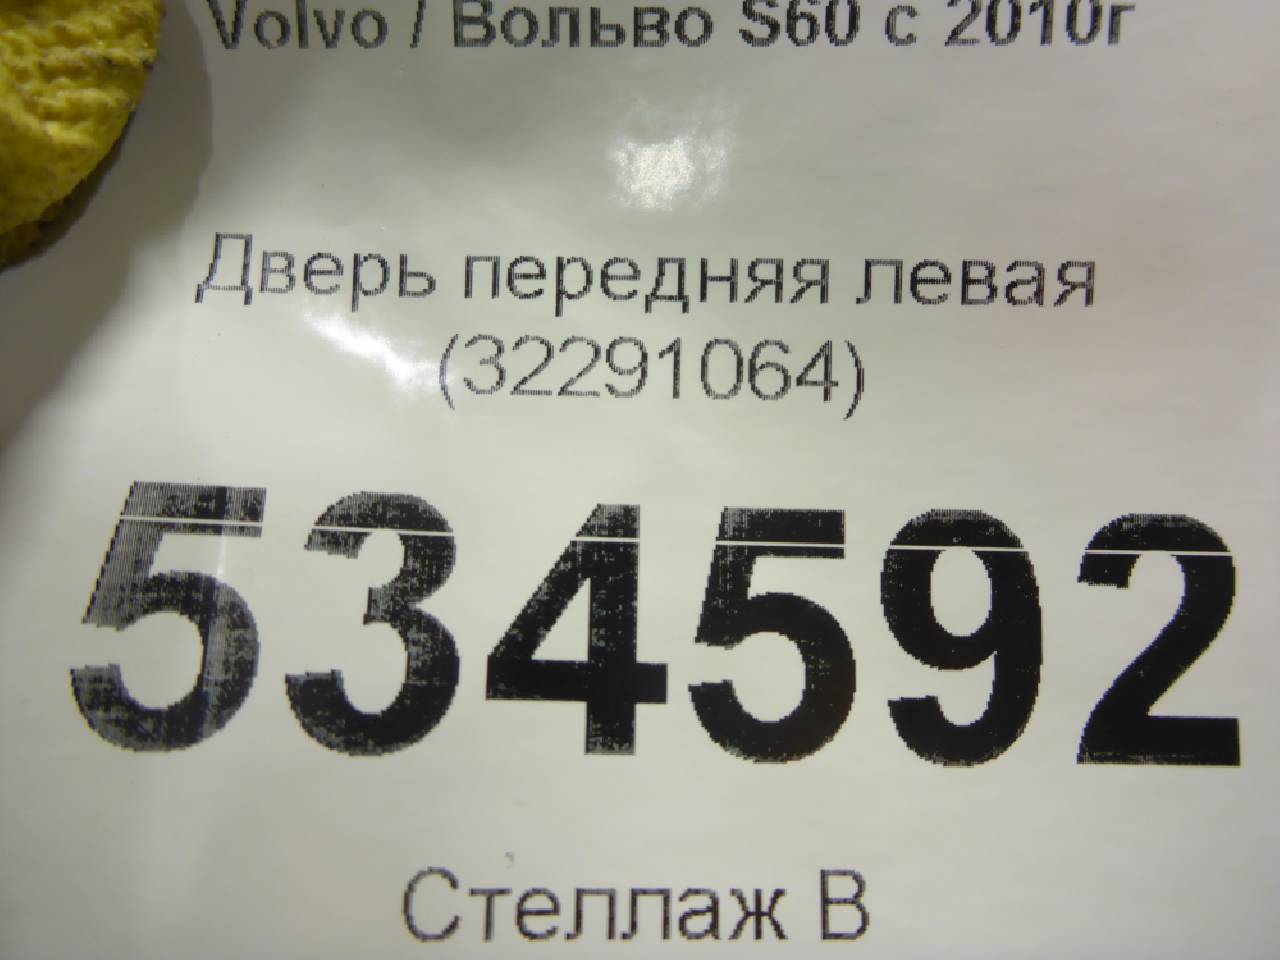 Volvo / Вольво S60 с 2010г
Дверь передняя левая
(32291064)
534592
Стеллаж В